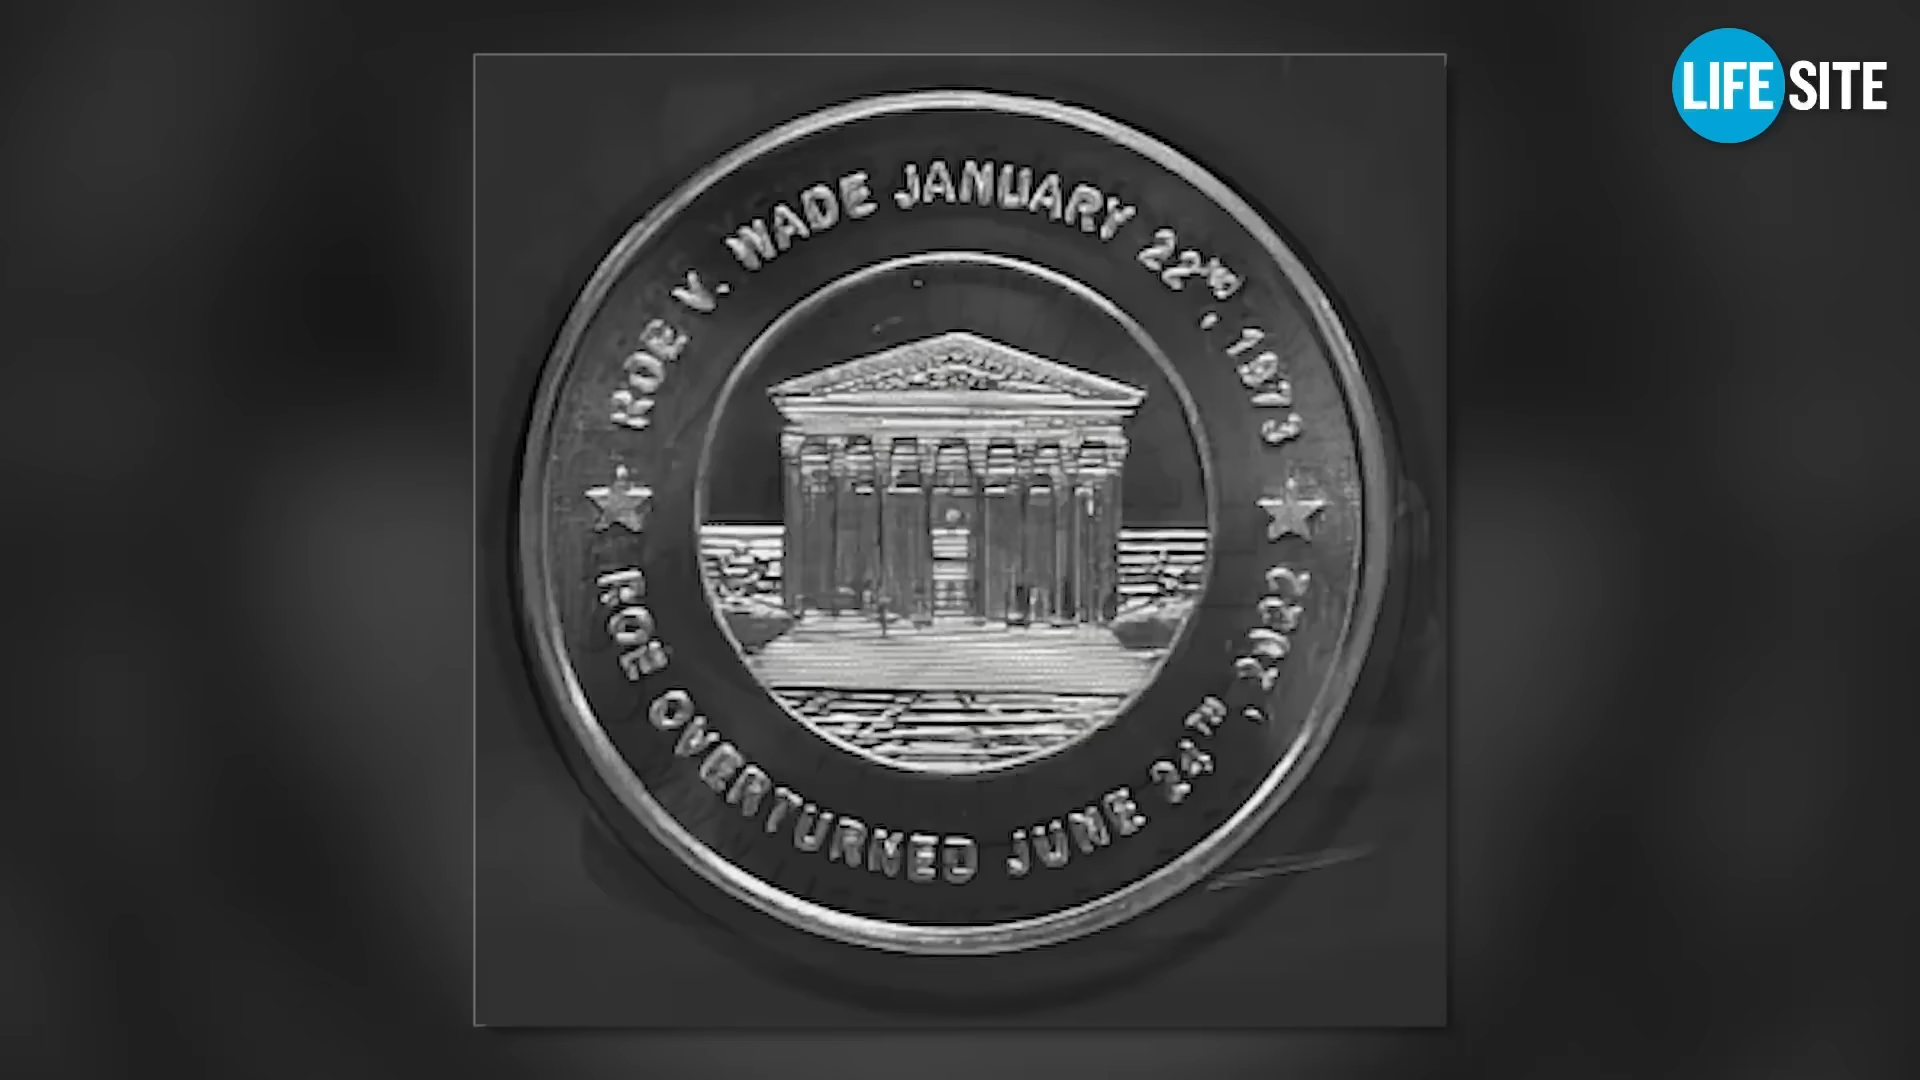 LIFE SITE
ROE V. WADE JANUARY 22ND, 1973
ROE OVERTURNED JUNE 24TH, 2022